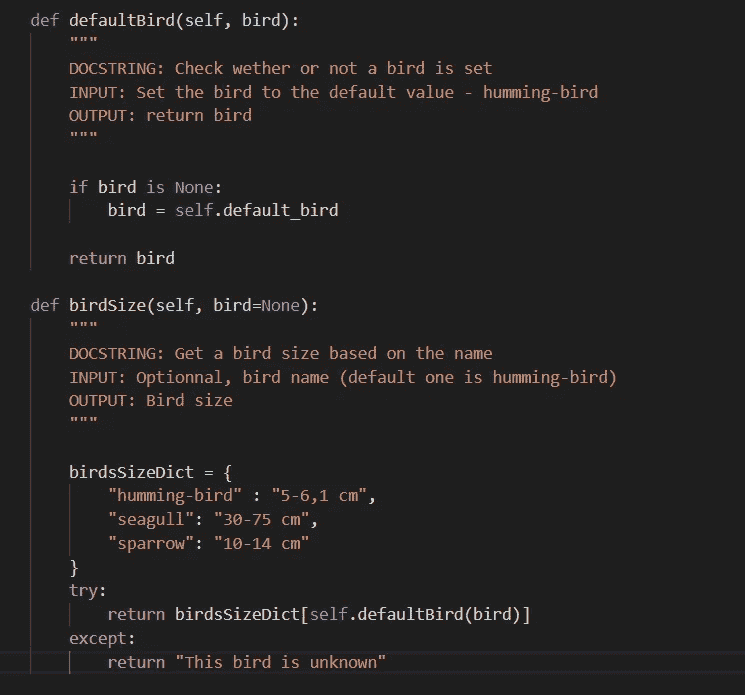 def defaultBird(self, bird):
"""
DOCSTRING: Check wether or not a bird is set
INPUT: Set the bird to the default value - humming-bird
OUTPUT: return bird
"""
if bird is None:
bird = self.default_bird
return bird
def birdSize(self, bird=None):
"""
DOCSTRING: Get a bird size based on the name
INPUT: Optionnal, bird name (default one is humming-bird)
OUTPUT: Bird size
"""
birdsSizeDict = {
"humming-bird" : "5-6,1 cm",
"seagull": "30-75 cm",
"sparrow": "10-14 cm"
}
try:
return birdsSizeDict[self.defaultBird(bird)]
except:
return "This bird is unknown"